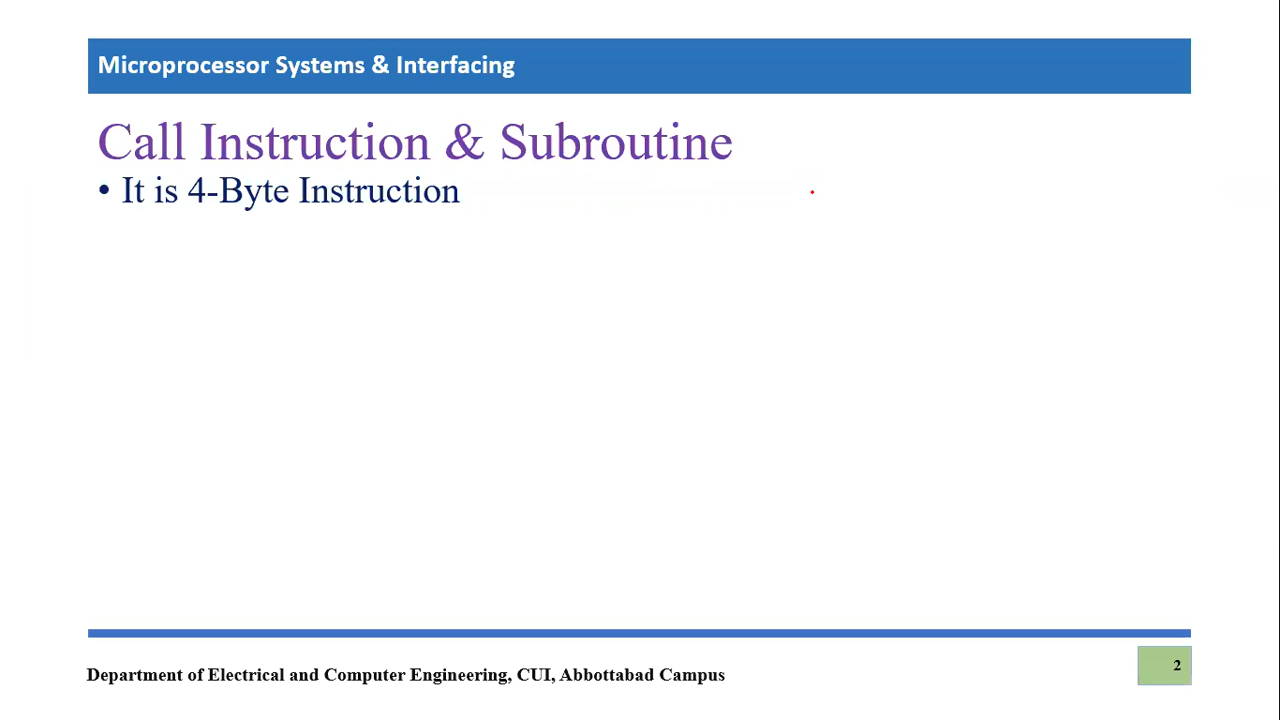 Microprocessor Systems & Interfacing
Call Instruction & Subroutine
• It is 4-Byte Instruction
Department of Electrical and Computer Engineering, CUI, Abbottabad Campus
2